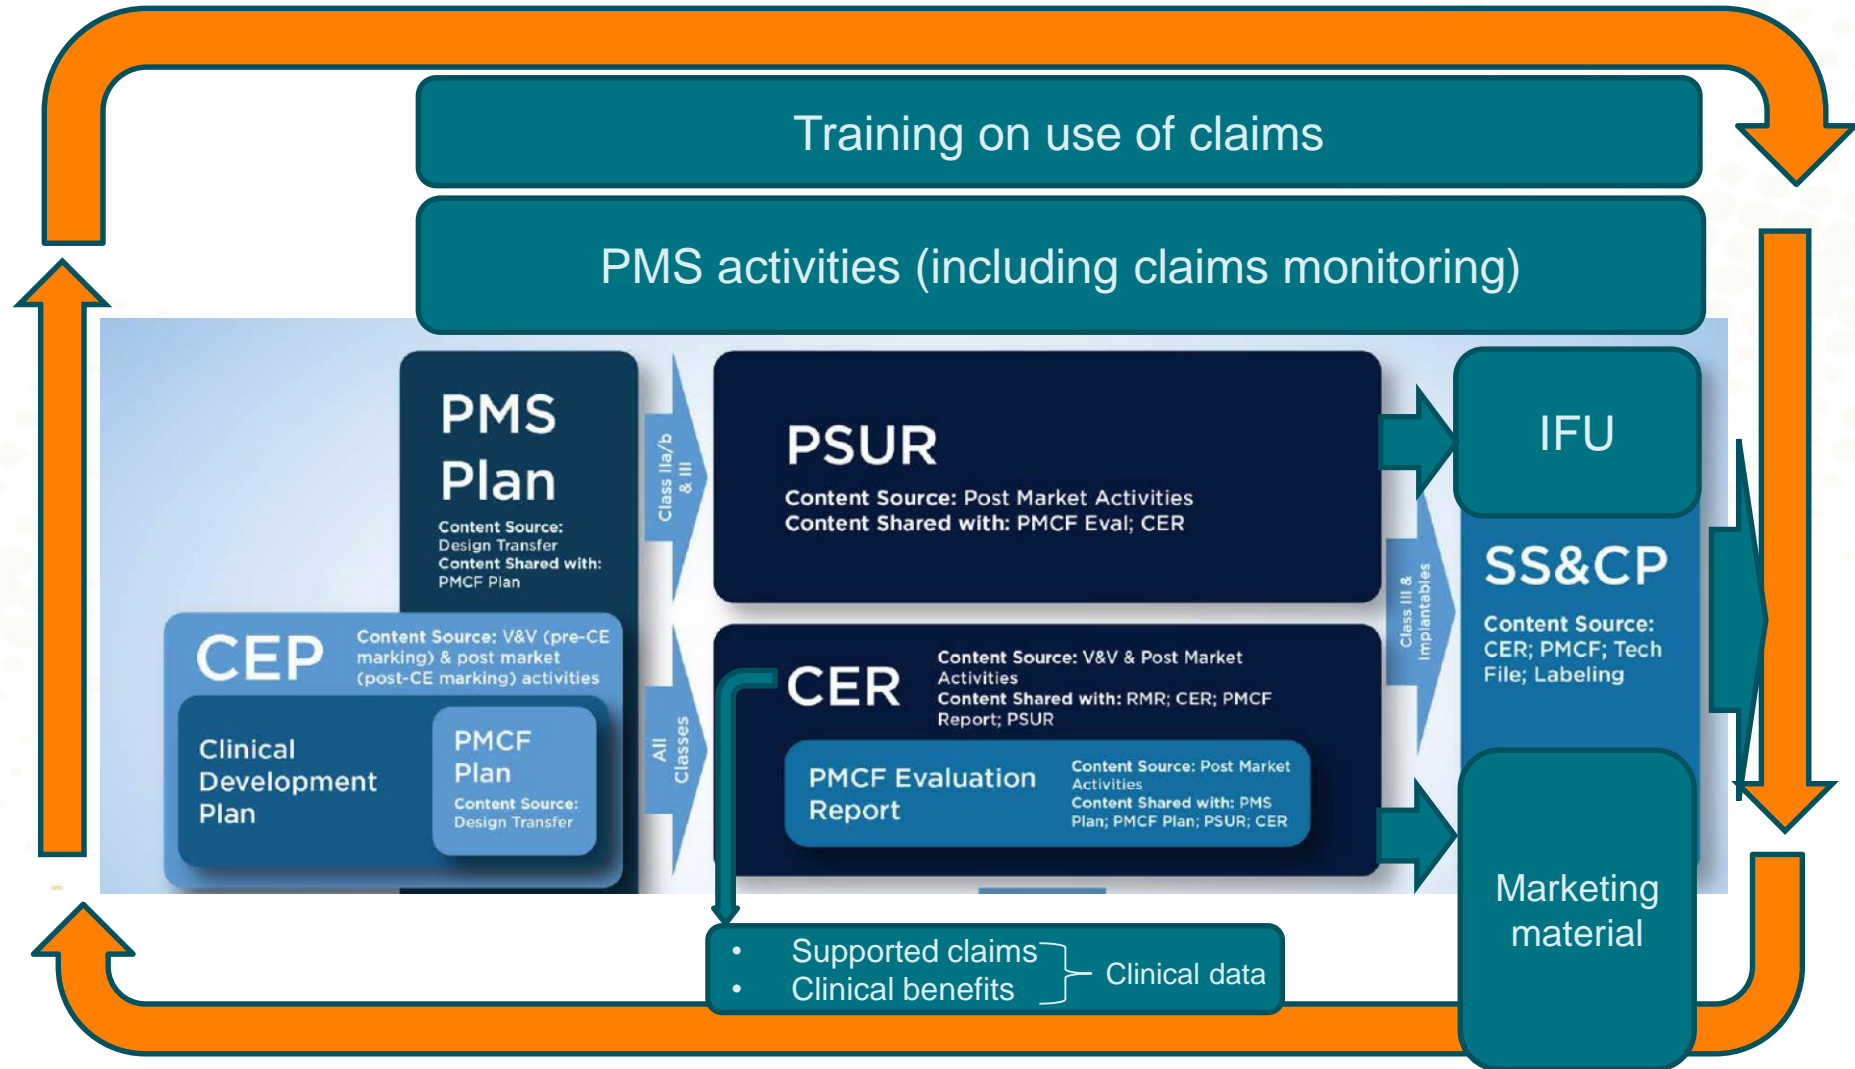 Training on use of claims
PMS activities (including claims monitoring)
PMS
Plan
Content Source:
Design Transfer
Content Shared with:
PMCF Plan
Class IIa/b
& III
PSUR
Content Source: Post Market Activities
Content Shared with: PMCF Eval; CER
IFU
CEP
Content Source: V&V (pre-CE
marking) & post market
(post-CE marking) activities
Clinical
Development
Plan
PMCF
Plan
Content Source:
Design Transfer
All
Classes
CER
Content Source: V&V & Post Market
Activities
Content Shared with: RMR; CER; PMCF
Report; PSUR
PMCF Evaluation
Report
Content Source: Post Market
Activities
Content Shared with: PMS
Plan; PMCF Plan; PSUR; CER
Class III &
Implantables
SS&CP
Content Source:
CER; PMCF; Tech
File; Labeling
Marketing
material
• Supported claims
• Clinical benefits
Clinical data